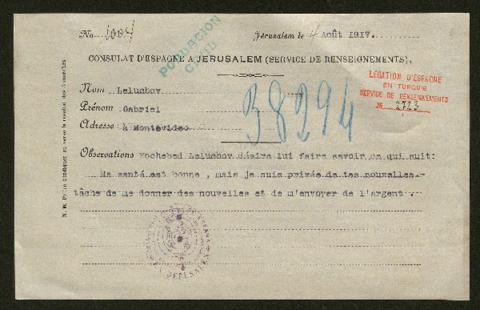 No. 1004 Jérusalem le 4 Août 1917.
POBLACION
CIVIL
CONSULAT D'ESPAGNE A JERUSALEM (SERVICE DE RENSEIGNEMENTS).
LÉGATION D'ESPAGNE
EN TURQUIE
SERVICE DE RENSEIGNEMENTS
№ 2723
Nom Leluchov
Prénom Gabriel
Adresse à Montevideo
38294
Observations Yochebed Leluchov désire lui faire savoir ce qui suit:
Ma santé est bonne , mais je suis privée de tes nouvelles.
tâche de me donner des nouvelles et de m'envoyer de l'argent.
JERUSALEN